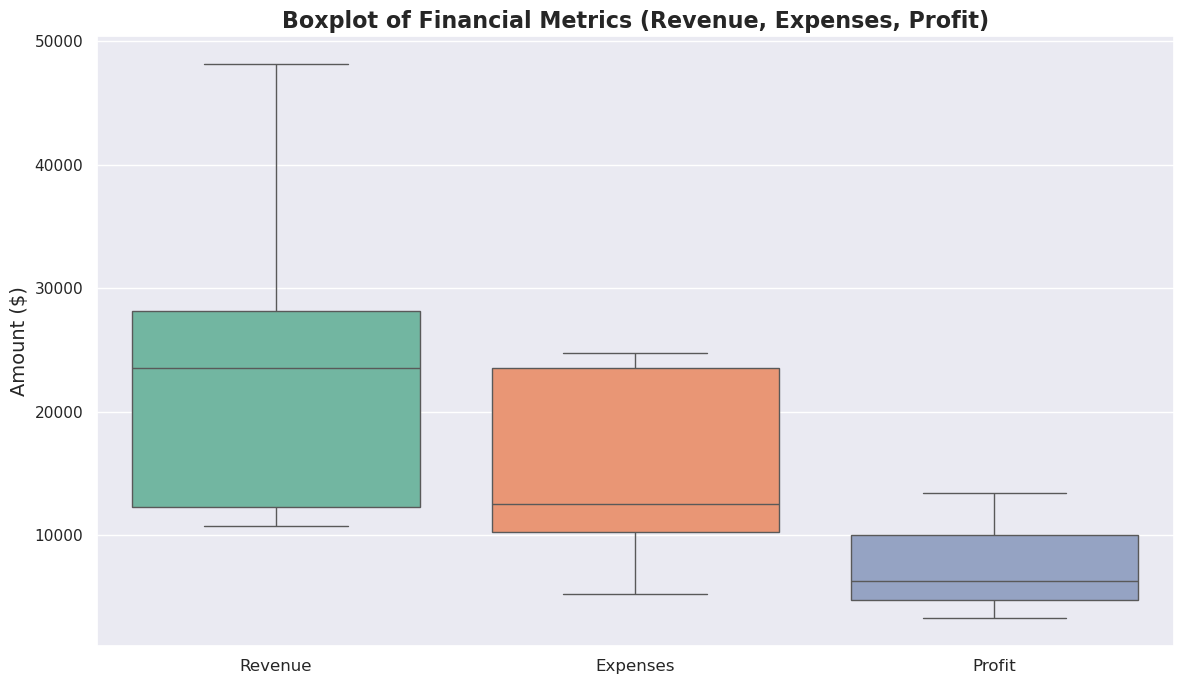 Boxplot of Financial Metrics (Revenue, Expenses, Profit)
Amount ($)
50000
40000
30000
20000
10000
Revenue
Expenses
Profit